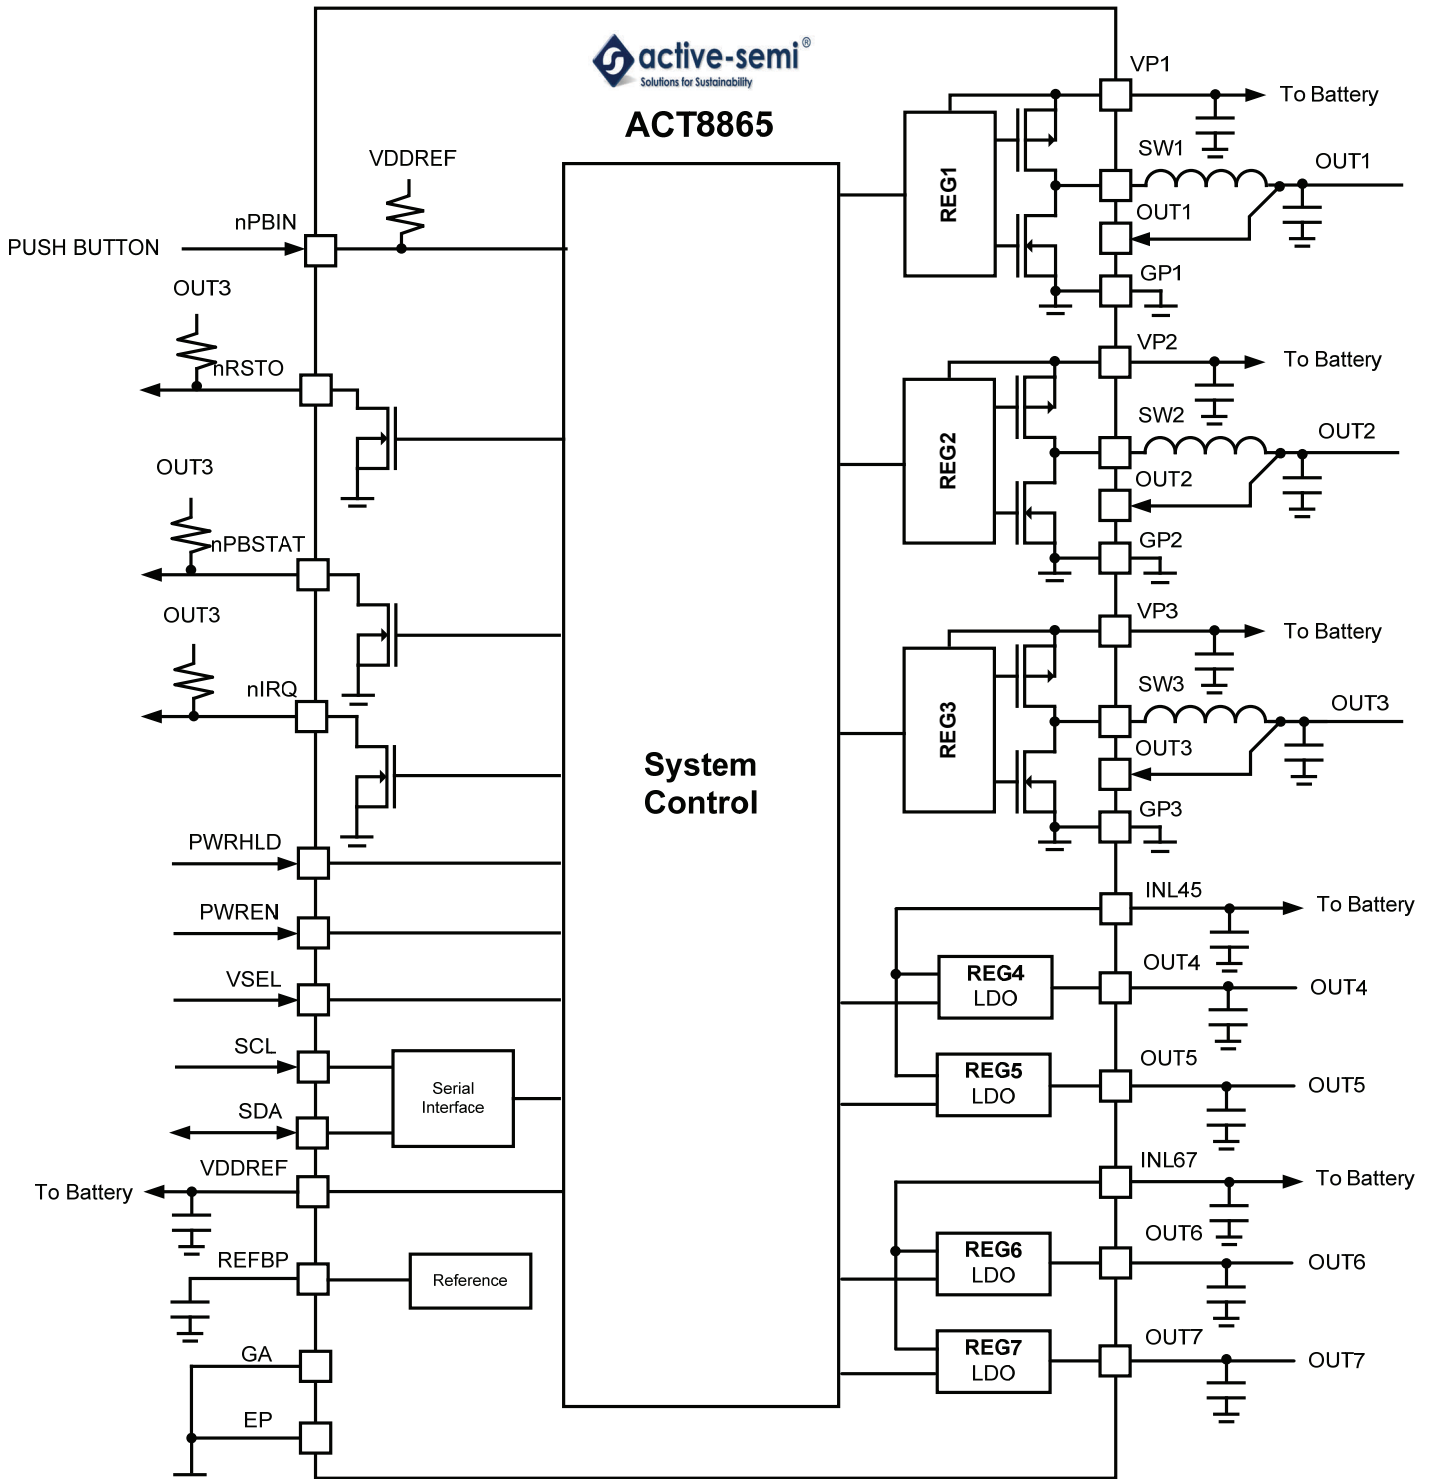 active-semi®
Solutions for Sustainability
ACT8865
VDDREF
nPBIN
PUSH BUTTON
OUT3
nRSTO
OUT3
nPBSTAT
OUT3
nIRQ
PWRHLD
PWREN
VSEL
SCL
SDA
Serial
Interface
VDDREF
To Battery
REFBP
Reference
GA
EP
System
Control
VP1
To Battery
REG1
SW1
OUT1
OUT1
GP1
VP2
To Battery
REG2
SW2
OUT2
OUT2
GP2
VP3
To Battery
REG3
SW3
OUT3
OUT3
GP3
INL45
To Battery
REG4
LDO
OUT4
OUT4
REG5
LDO
OUT5
OUT5
INL67
To Battery
REG6
LDO
OUT6
OUT6
REG7
LDO
OUT7
OUT7